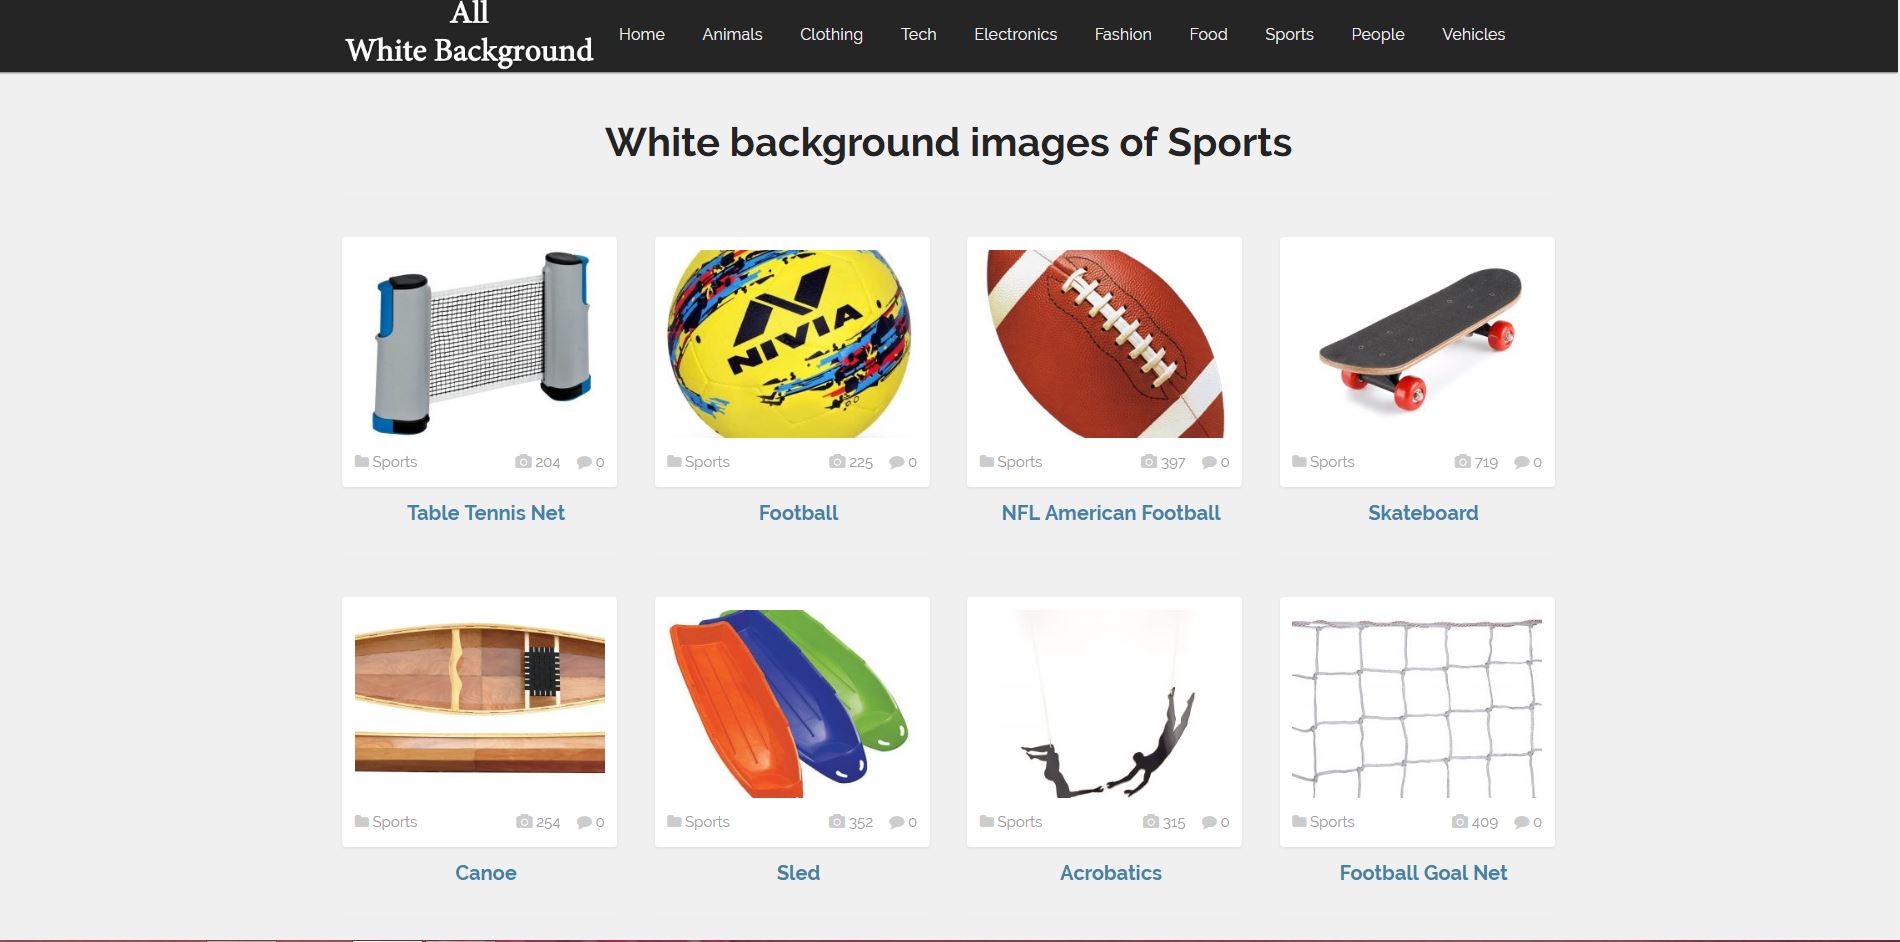 All
White Background
Home Animals Clothing Tech Electronics Fashion Food Sports People Vehicles
White background images of Sports
NIVIA
Sports 204 0
Sports 225 0
Sports 397 0
Sports 719 0
Table Tennis Net
Football
NFL American Football
Skateboard
Sports 254 0
Sports 352 0
Sports 315 0
Sports 409 0
Canoe
Sled
Acrobatics
Football Goal Net